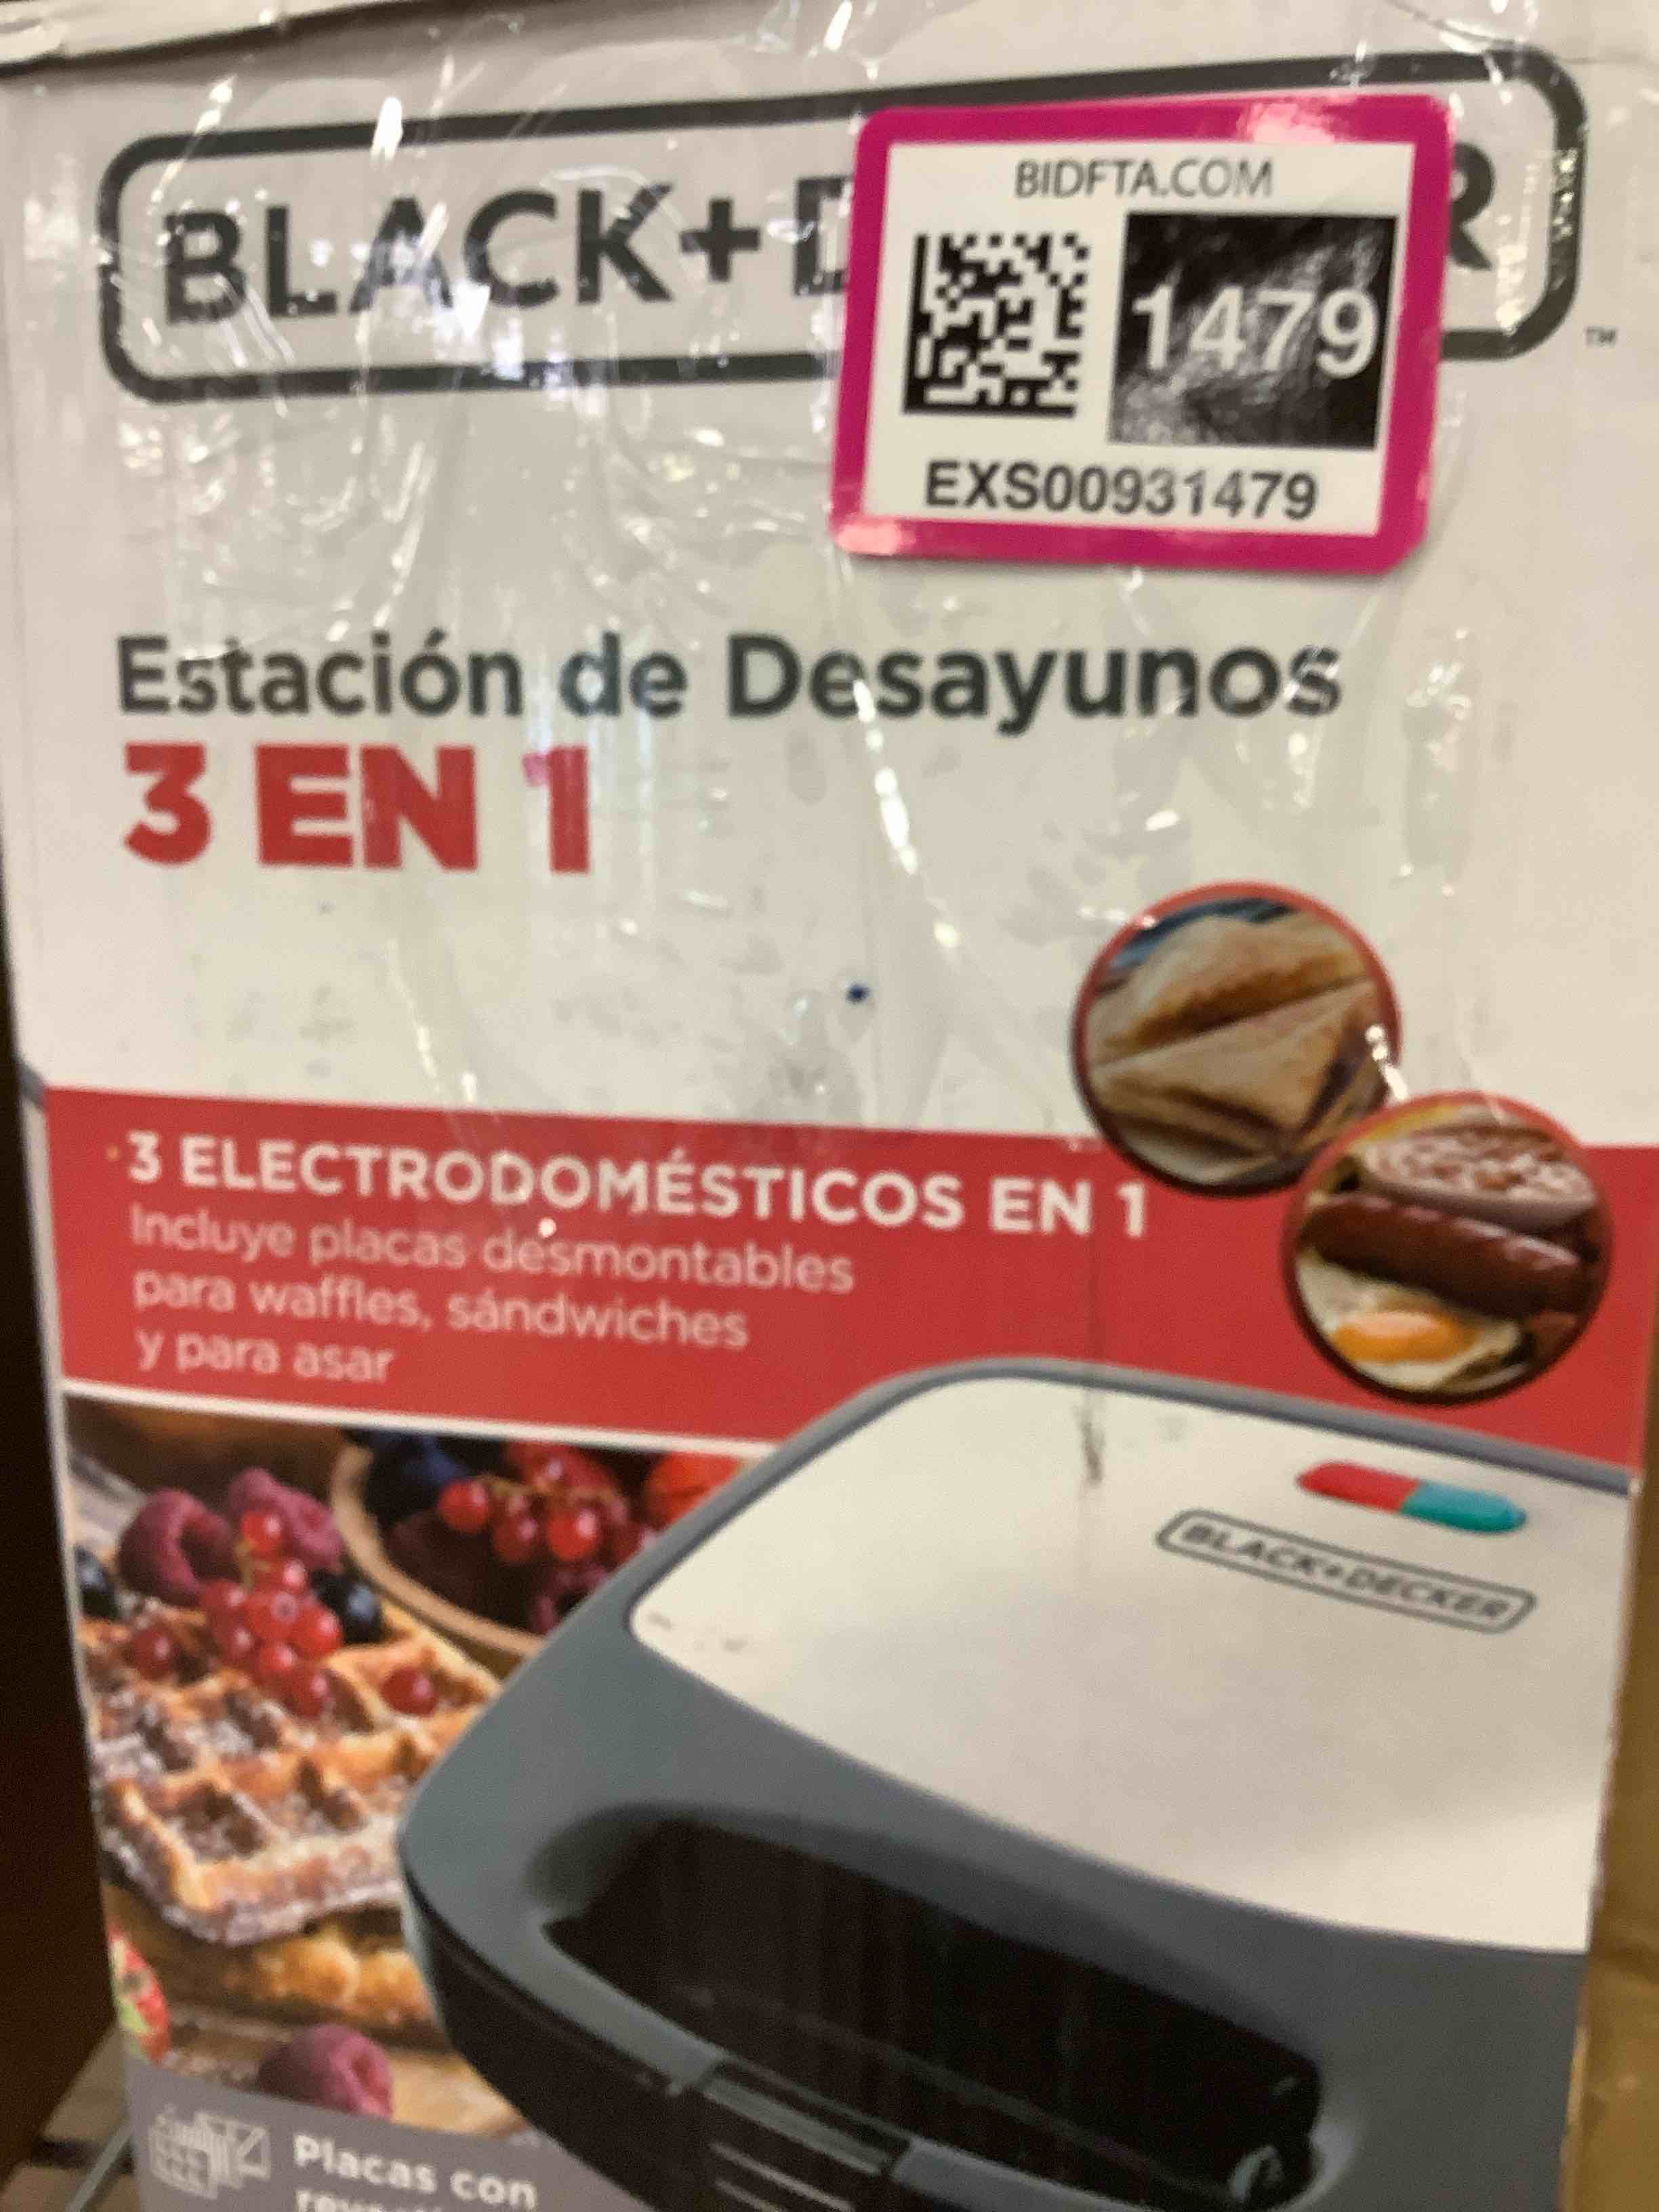 BLACK+D
R
TM
BIDFTA.COM
1479
EXS00931479
Estación de Desayunos
3 EN 1
3 ELECTRODOMÉSTICOS EN 1
Incluye placas desmontables
para waffles, sándwiches
y para asar
BLACK+DECKER
Placas con